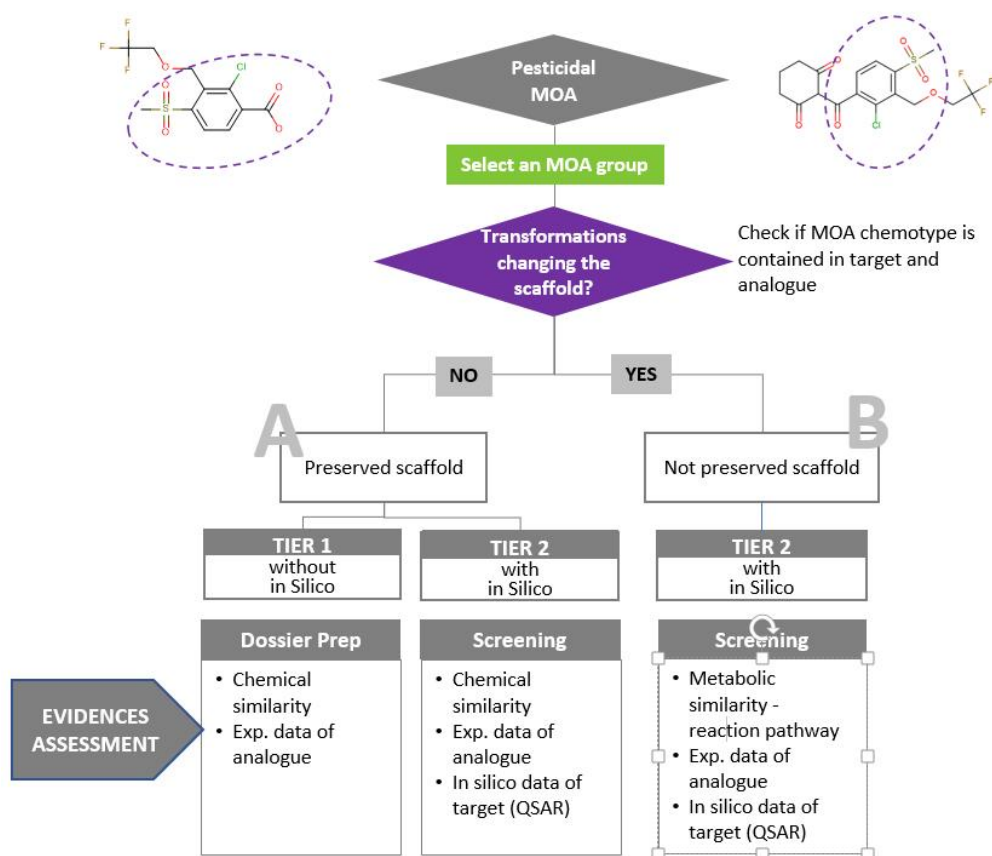 Pesticidal
MOA
Select an MOA group
Transformations
changing the
scaffold?
Check if MOA chemotype is
contained in target and
analogue
NO
YES
A
Preserved scaffold
B
Not preserved scaffold
TIER 1
without
in Silico
TIER 2
with
in Silico
TIER 2
with
in Silico
EVIDENCES
ASSESSMENT
Dossier Prep
• Chemical
similarity
• Exp. data of
analogue
Screening
• Chemical
similarity
• Exp. data of
analogue
• In silico data of
target (QSAR)
Screening
• Metabolic
similarity -
reaction pathway
• Exp. data of
analogue
• In silico data of
target (QSAR)
F
F
F
O
Cl
O
S
O
O
O
O
O
O
O
S
O
Cl
O
F
F
F